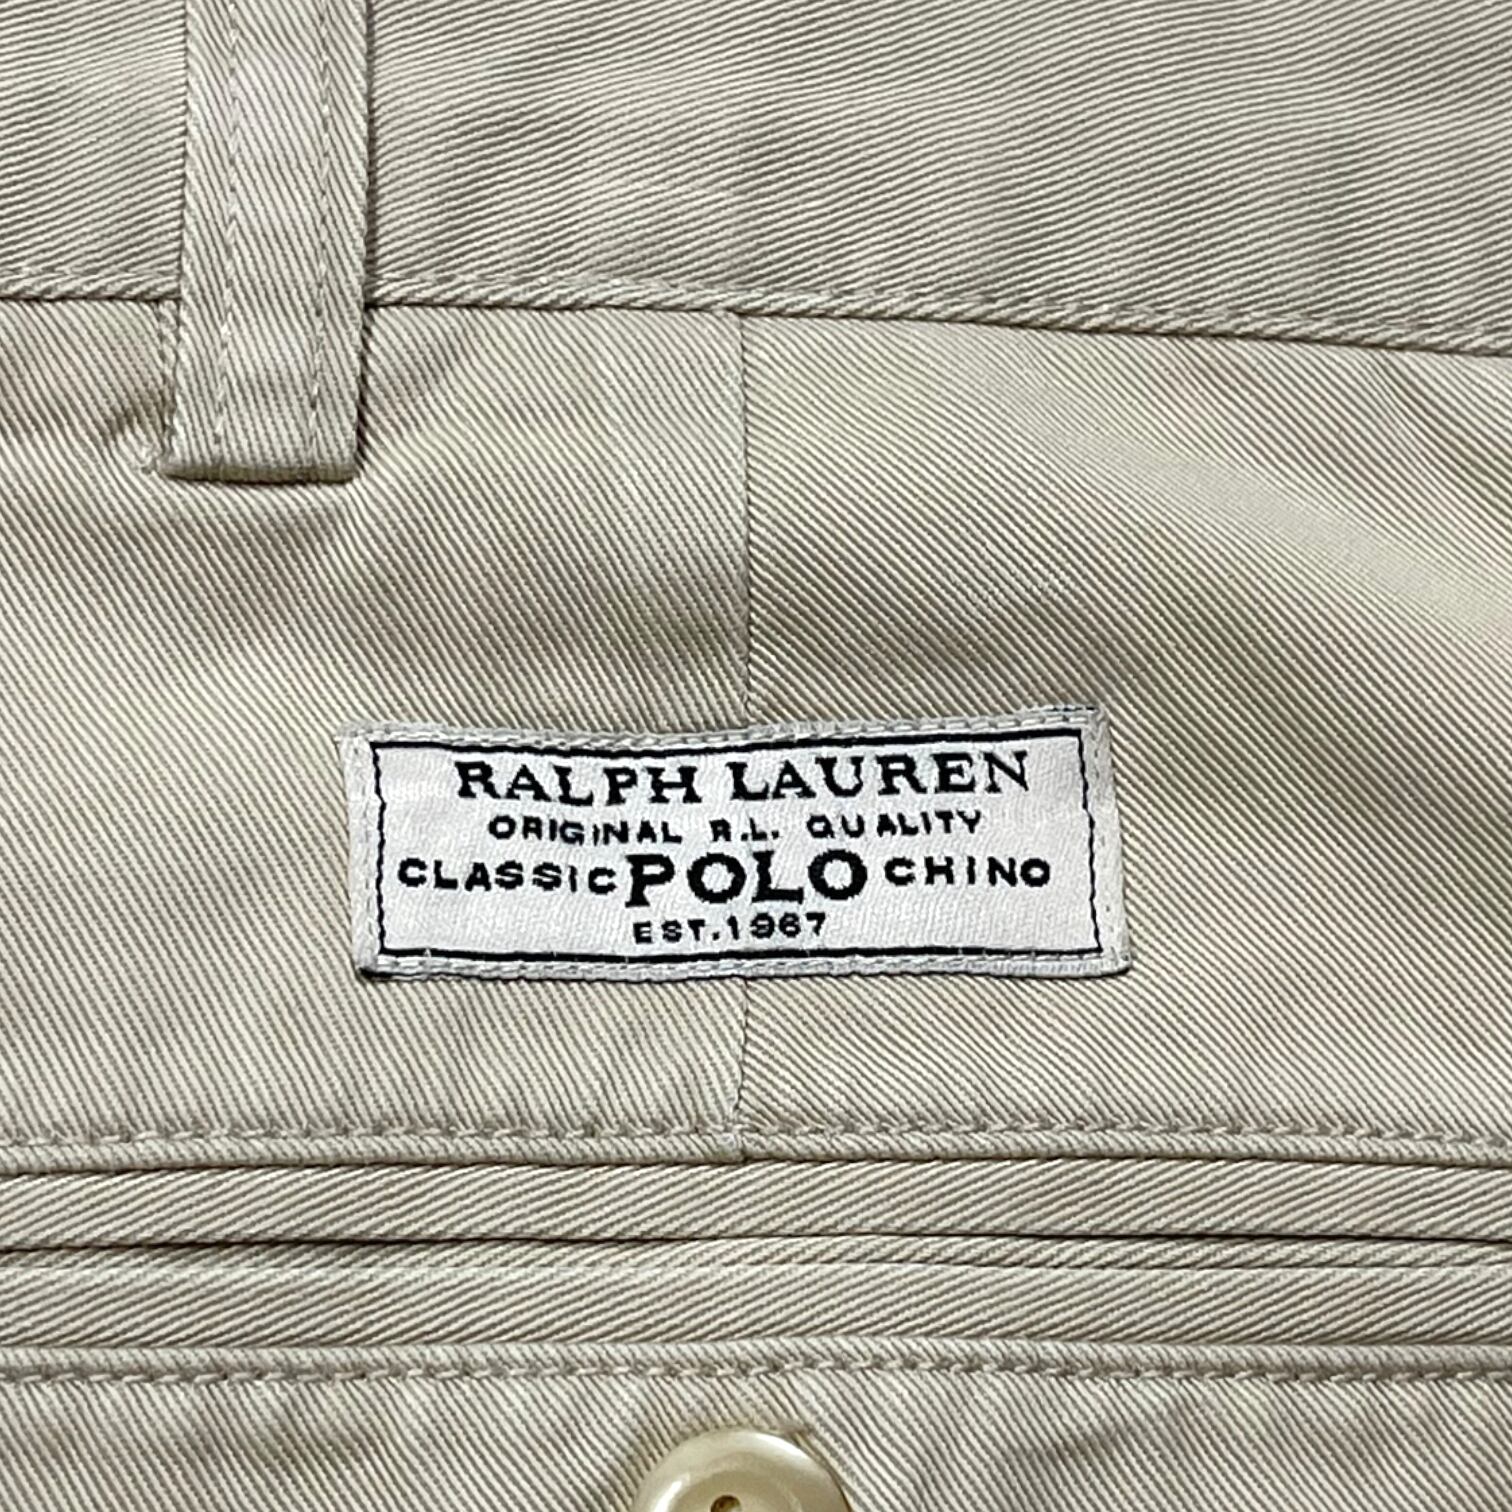 RALPH LAUREN
ORIGINAL R.L. QUALITY
CLASSIC POLO CHINO
EST.1967